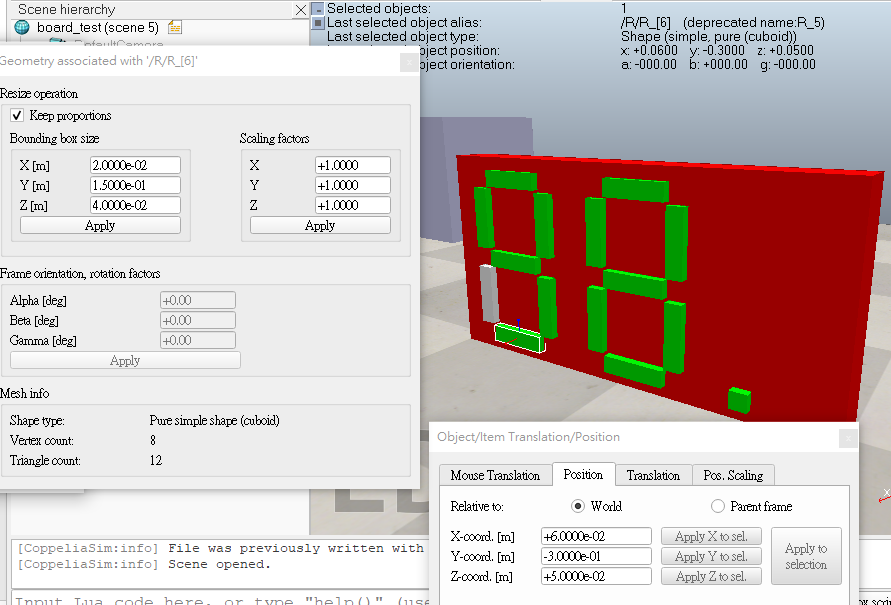 Scene hierarchy
board_test (scene 5)
DefaultCamera
Selected objects: 1
Last selected object alias: /R/R_[6] (deprecated name:R_5)
Last selected object type: Shape (simple, pure (cuboid))
object position: x: +0.0600 y: -0.3000 z: +0.0500
object orientation: a: -000.00 b: +000.00 g: -000.00
Geometry associated with '/R/R_[6]'
Resize operation
Keep proportions
Bounding box size Scaling factors
X [m] 2.0000e-02 X +1.0000
Y [m] 1.5000e-01 Y +1.0000
Z [m] 4.0000e-02 Z +1.0000
Apply Apply
Frame orientation, rotation factors
Alpha [deg] +0.00
Beta [deg] +0.00
Gamma [deg] +0.00
Apply
Mesh info
Shape type: Pure simple shape (cuboid)
Vertex count: 8
Triangle count: 12
Object/Item Translation/Position
Mouse Translation Position Translation Pos. Scaling
Relative to: World Parent frame
X-coord. [m] +6.0000e-02 Apply X to sel.
Y-coord. [m] -3.0000e-01 Apply Y to sel.
Z-coord. [m] +5.0000e-02 Apply Z to sel.
Apply to
selection
X
[CoppeliaSim:info] File was previously written with
[CoppeliaSim:info] Scene opened.
Input Lua code here, or type "help()" (use